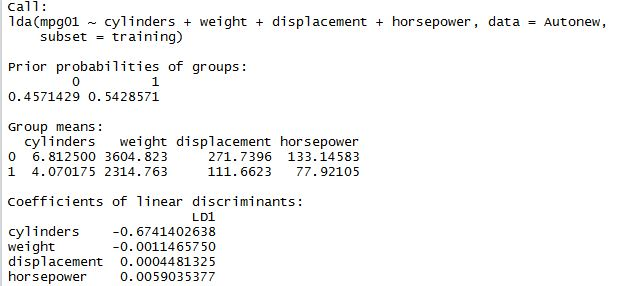 Call:
lda(mpg01 ~ cylinders + weight + displacement + horsepower, data = Autonew,
    subset = training)
Prior probabilities of groups:
        0         1
0.4571429 0.5428571
Group means:
  cylinders   weight displacement horsepower
0  6.812500 3604.823     271.7396  133.14583
1  4.070175 2314.763     111.6623   77.92105
Coefficients of linear discriminants:
                       LD1
cylinders    -0.6741402638
weight       -0.0011465750
displacement  0.0004481325
horsepower    0.0059035377